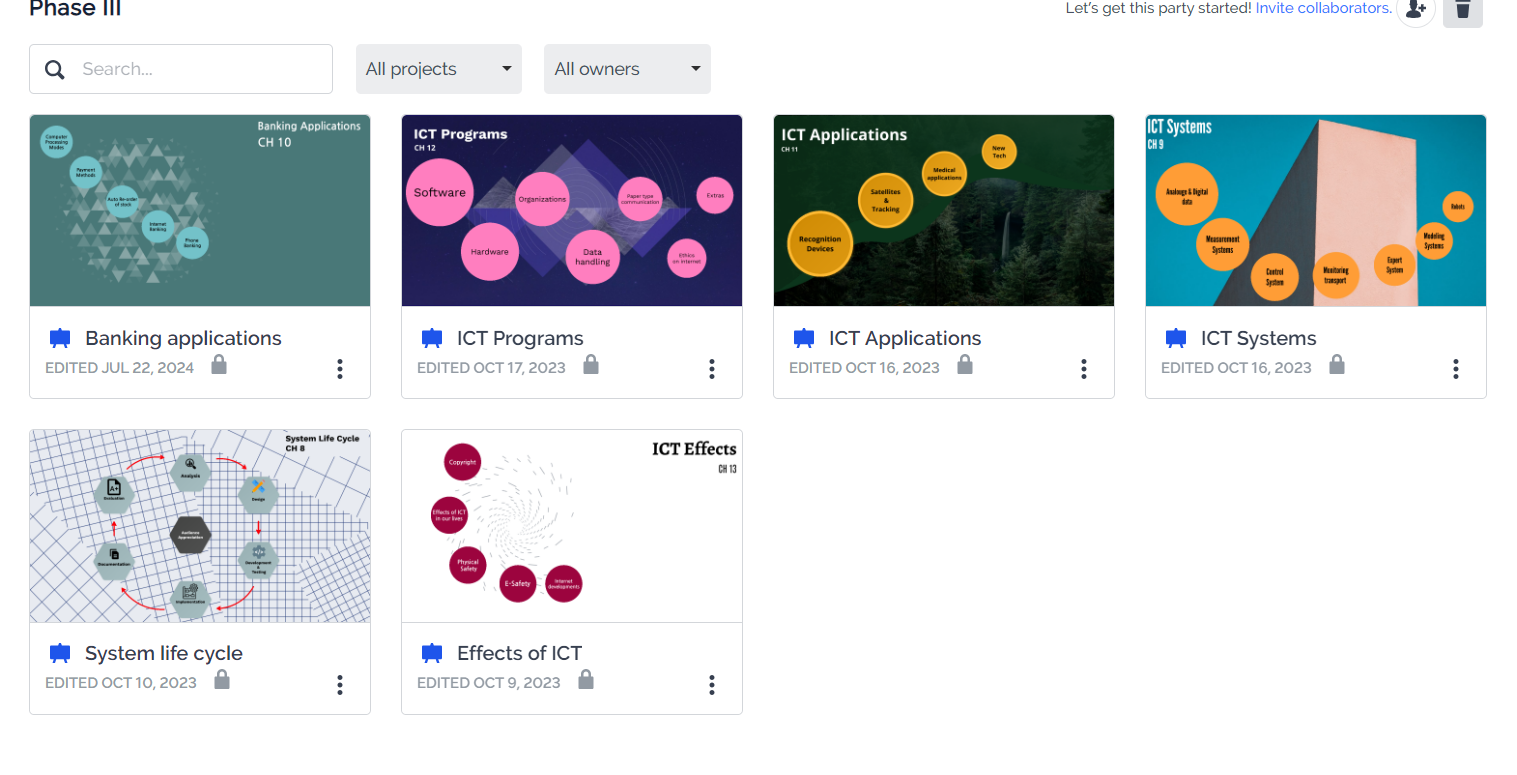 Phase III
Let's get this party started! Invite collaborators.
Search...
All projects
All owners
Banking Applications
CH 10
Computer
Processing
Modes
Payment
Methods
Auto Re-order
of stock
Internet
Banking
Phone
Banking
Banking applications
EDITED JUL 22, 2024
ICT Programs
CH 12
Software
Organizations
Paper type
communication
Extras
Hardware
Data
handling
Ethics
on internet
ICT Programs
EDITED OCT 17, 2023
ICT Applications
CH 11
New
Tech
Medical
applications
Satellites
&
Tracking
Recognition
Devices
ICT Applications
EDITED OCT 16, 2023
ICT Systems
CH 9
Analouge & Digital
data
Measurement
Systems
Control
System
Monitoring
transport
Expert
System
Modeling
Systems
Robots
ICT Systems
EDITED OCT 16, 2023
System Life Cycle
CH 8
Analysis
Design
Development
&
Testing
Implementation
Documentation
A+
Evaluation
Audience
Appreciation
System life cycle
EDITED OCT 10, 2023
ICT Effects
CH 13
Copyright
Effects of ICT
in our lives
Physical
Safety
E-Safety
Internet
developments
Effects of ICT
EDITED OCT 9, 2023